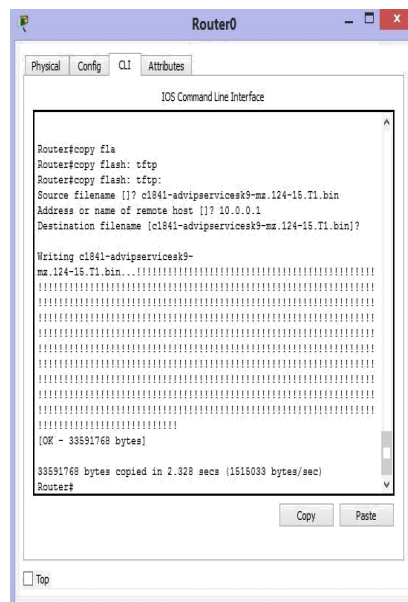 Router0
Physical Config CLI Attributes
IOS Command Line Interface
Router#copy fla
Router#copy flash: tftp
Router#copy flash: tftp:
Source filename []? c1841-advipservicesk9-mz.124-15.T1.bin
Address or name of remote host []? 10.0.0.1
Destination filename [c1841-advipservicesk9-mz.124-15.T1.bin]?
Writing c1841-advipservicesk9-
mz.124-15.T1.bin...!!!!!!!!!!!!!!!!!!!!!!!!!!!!!!!!!!!!!!!
!!!!!!!!!!!!!!!!!!!!!!!!!!!!!!!!!!!!!!!!!!!!!!!!!!!!!!!!!!
!!!!!!!!!!!!!!!!!!!!!!!!!!!!!!!!!!!!!!!!!!!!!!!!!!!!!!!!!!
!!!!!!!!!!!!!!!!!!!!!!!!!!!!!!!!!!!!!!!!!!!!!!!!!!!!!!!!!!
!!!!!!!!!!!!!!!!!!!!!!!!!!!!!!!!!!!!!!!!!!!!!!!!!!!!!!!!!!
!!!!!!!!!!!!!!!!!!!!!!!!!!!!!!!!!!!!!!!!!!!!!!!!!!!!!!!!!!
!!!!!!!!!!!!!!!!!!!!!!!!!!!!!!!!!!!!!!!!!!!!!!!!!!!!!!!!!!
!!!!!!!!!!!!!!!!!!!!!!!!!!!!!!!!!!!!!!!!!!!!!!!!!!!!!!!!!!
!!!!!!!!!!!!!!!!!!!!!!!!!!!!!!!!!!!!!!!!!!!!!!!!!!!!!!!!!!
!!!!!!!!!!!!!!!!!!!!!!!!!!!!!!!!!!!!!!!!!!!!!!!!!!!!!!!!!!
!!!!!!!!!!!!!!!!!!!!!!!!
[OK - 33591768 bytes]
33591768 bytes copied in 2.328 secs (1515033 bytes/sec)
Router#
Copy Paste
Top